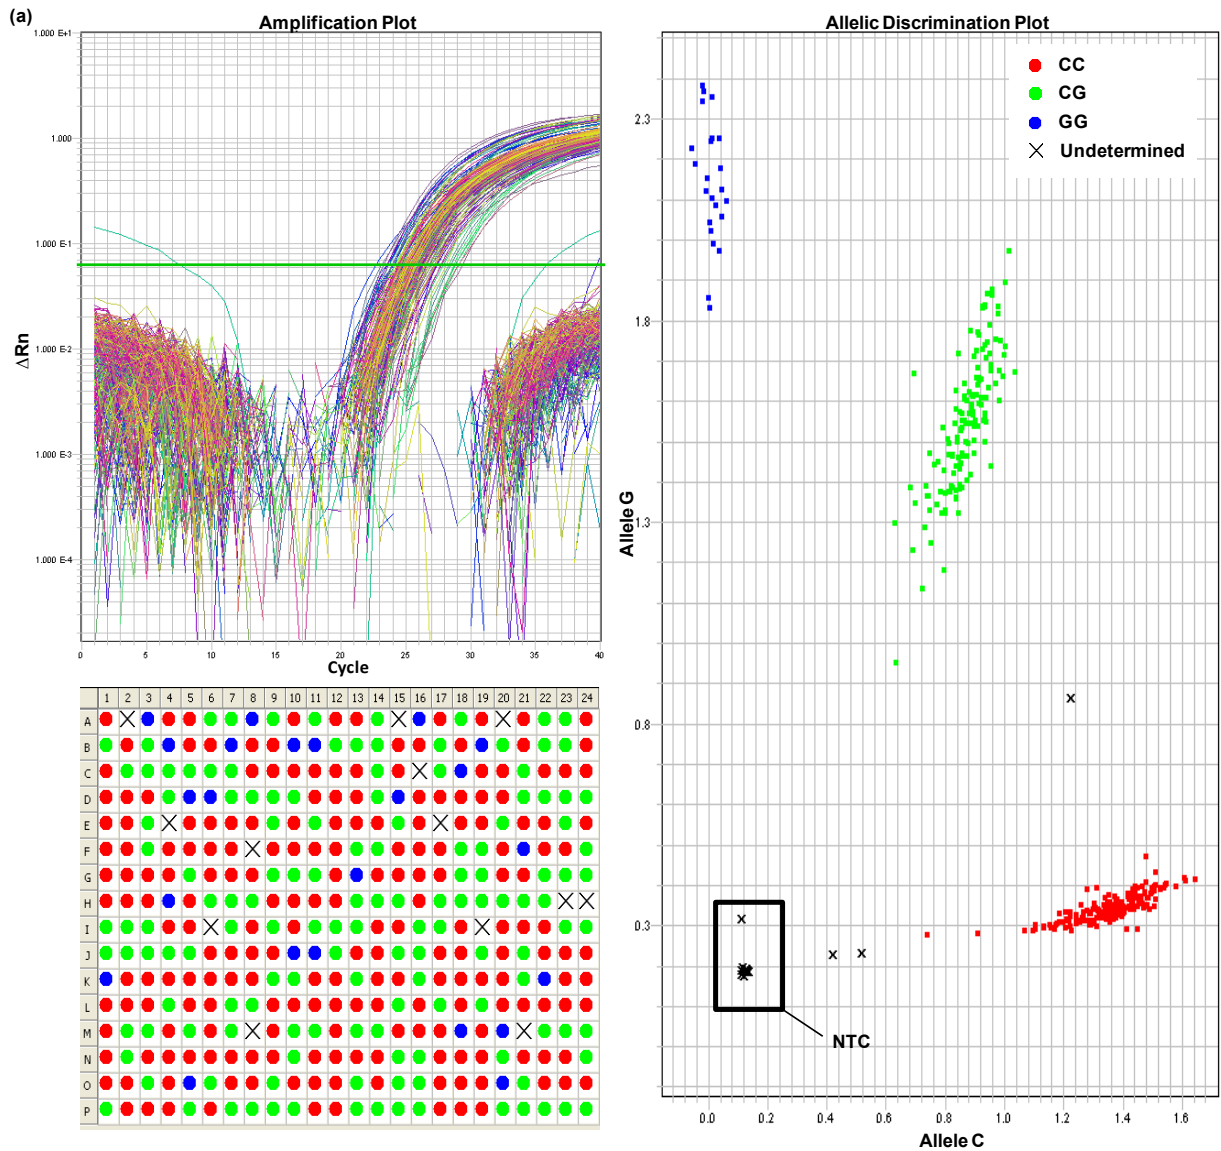 (a)
Amplification Plot
1.000 E+1
1.000
1.000 E-1
1.000 E-2
1.000 E-3
1.000 E-4
ΔRn
0 5 10 15 20 25 30 35 40
Cycle
1 2 3 4 5 6 7 8 9 10 11 12 13 14 15 16 17 18 19 20 21 22 23 24
A
B
C
D
E
F
G
H
I
J
K
L
M
N
O
P
Allelic Discrimination Plot
CC
CG
GG
Undetermined
2.3
1.8
1.3
0.8
0.3
Allele G
NTC
0.0 0.2 0.4 0.6 0.8 1.0 1.2 1.4 1.6
Allele C